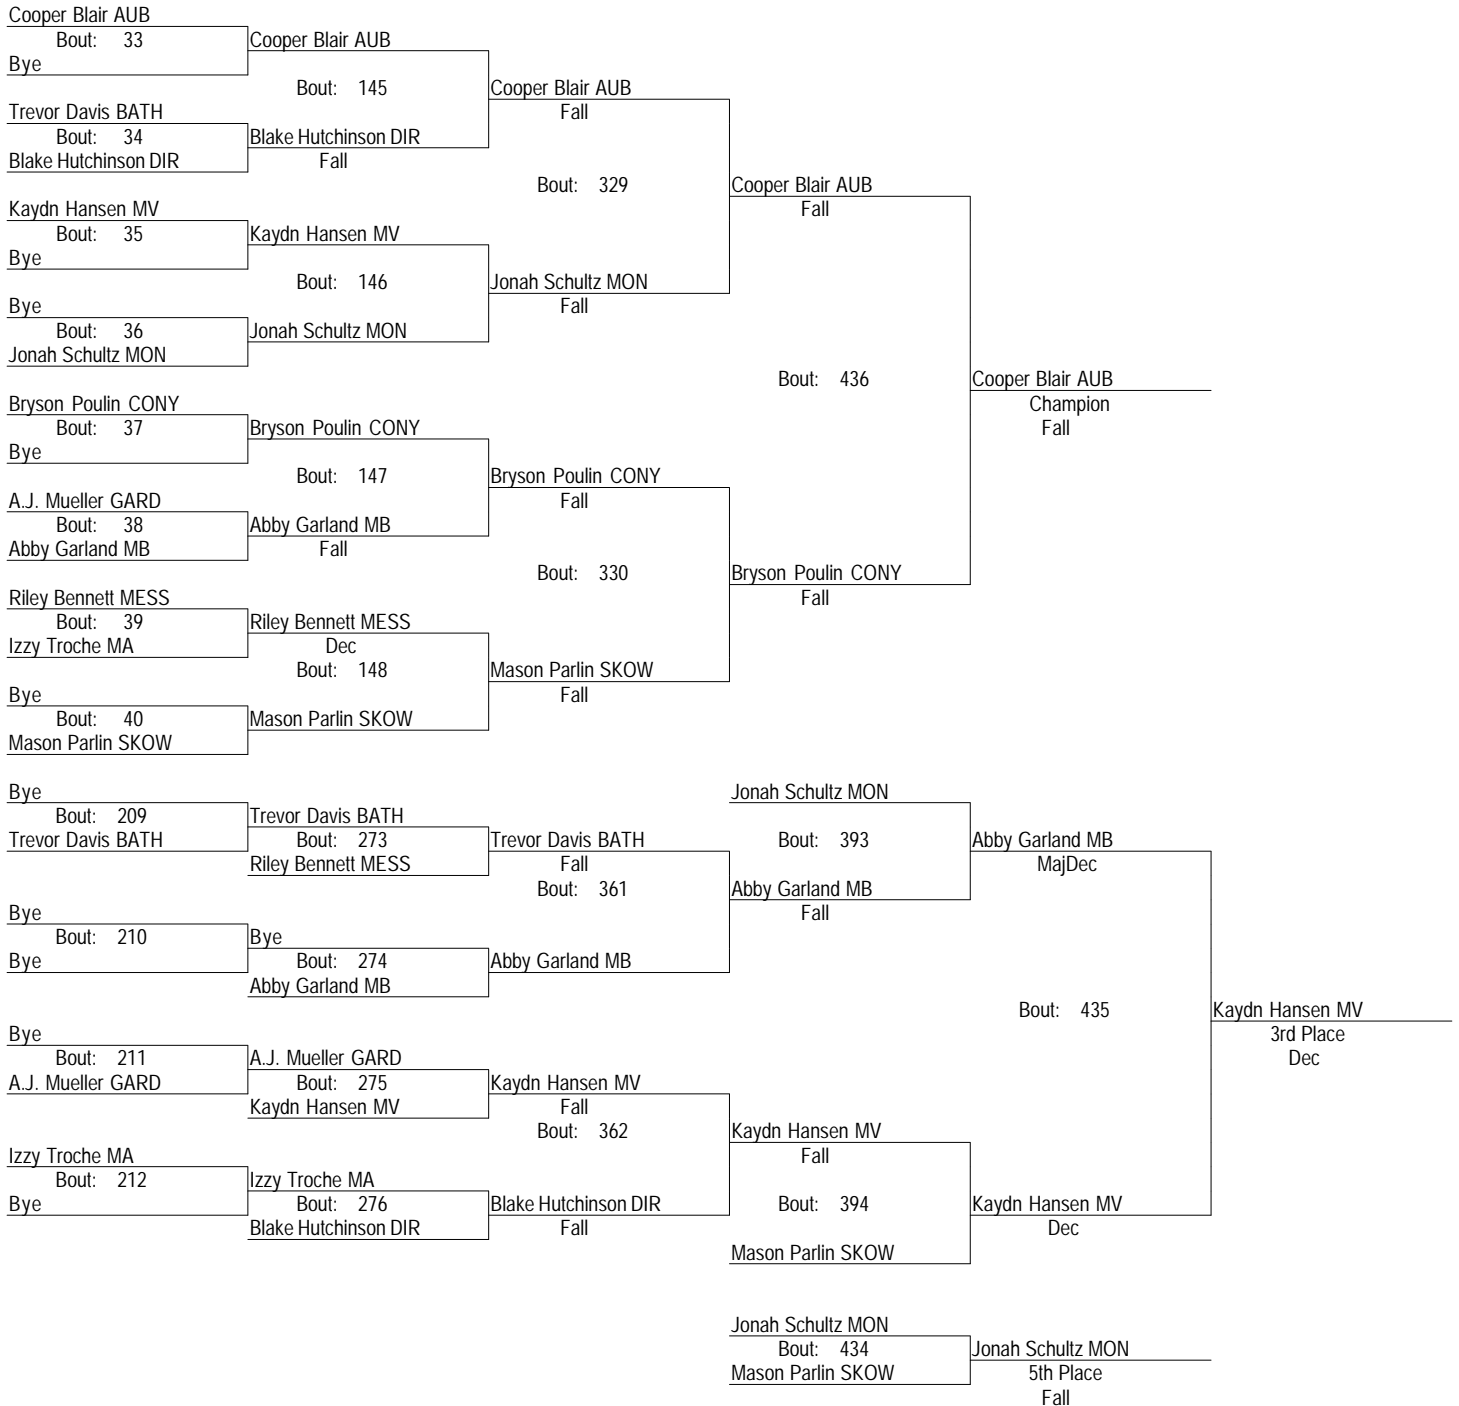 Cooper Blair AUB
Bout: 33 Cooper Blair AUB
Bye
Bout: 145 Cooper Blair AUB
Trevor Davis BATH Fall
Bout: 34 Blake Hutchinson DIR
Blake Hutchinson DIR Fall
Bout: 329 Cooper Blair AUB
Kaydn Hansen MV Fall
Bout: 35 Kaydn Hansen MV
Bye
Bout: 146 Jonah Schultz MON
Bye Fall
Bout: 36 Jonah Schultz MON
Jonah Schultz MON
Bout: 436 Cooper Blair AUB
Bryson Poulin CONY Champion
Bout: 37 Bryson Poulin CONY Fall
Bye
Bout: 147 Bryson Poulin CONY
A.J. Mueller GARD Fall
Bout: 38 Abby Garland MB
Abby Garland MB Fall
Bout: 330 Bryson Poulin CONY
Riley Bennett MESS Fall
Bout: 39 Riley Bennett MESS
Izzy Troche MA Dec
Bout: 148 Mason Parlin SKOW
Bye Fall
Bout: 40 Mason Parlin SKOW
Mason Parlin SKOW
Bye Jonah Schultz MON
Bout: 209 Trevor Davis BATH
Trevor Davis BATH Bout: 273 Trevor Davis BATH Bout: 393 Abby Garland MB
Riley Bennett MESS Fall MajDec
Bout: 361 Abby Garland MB
Bye Fall
Bout: 210 Bye
Bye Bout: 274 Abby Garland MB
Abby Garland MB
Bout: 435 Kaydn Hansen MV
Bye 3rd Place
Bout: 211 A.J. Mueller GARD Dec
A.J. Mueller GARD Bout: 275 Kaydn Hansen MV
Kaydn Hansen MV Fall
Bout: 362 Kaydn Hansen MV
Izzy Troche MA Fall
Bout: 212 Izzy Troche MA
Bye Bout: 276 Blake Hutchinson DIR Bout: 394 Kaydn Hansen MV
Blake Hutchinson DIR Fall Dec
Mason Parlin SKOW
Jonah Schultz MON
Bout: 434 Jonah Schultz MON
Mason Parlin SKOW 5th Place
Fall